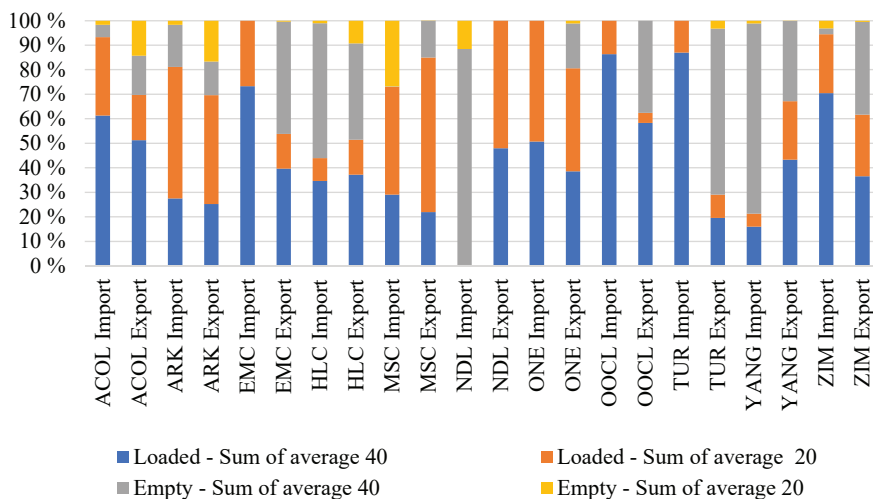 100 %
90 %
80 %
70 %
60 %
50 %
40 %
30 %
20 %
10 %
0 %
ACOL Import
ACOL Export
ARK Import
ARK Export
EMC Import
EMC Export
HLC Import
HLC Export
MSC Import
MSC Export
NDL Import
NDL Export
ONE Import
ONE Export
OOCL Import
OOCL Export
TUR Import
TUR Export
YANG Import
YANG Export
ZIM Import
ZIM Export
Loaded - Sum of average 40
Loaded - Sum of average 20
Empty - Sum of average 40
Empty - Sum of average 20